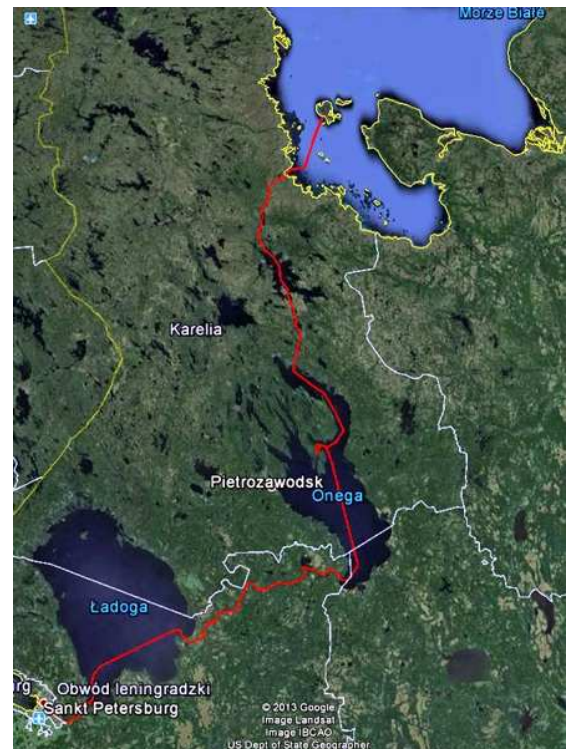 Morze Białe
Karelia
Pietrozawodsk
Onega
Ładoga
rg
Obwód leningradzki
Sankt Petersburg
© 2013 Google
Image Landsat
Image IBCAO
US Dept of State Geographer